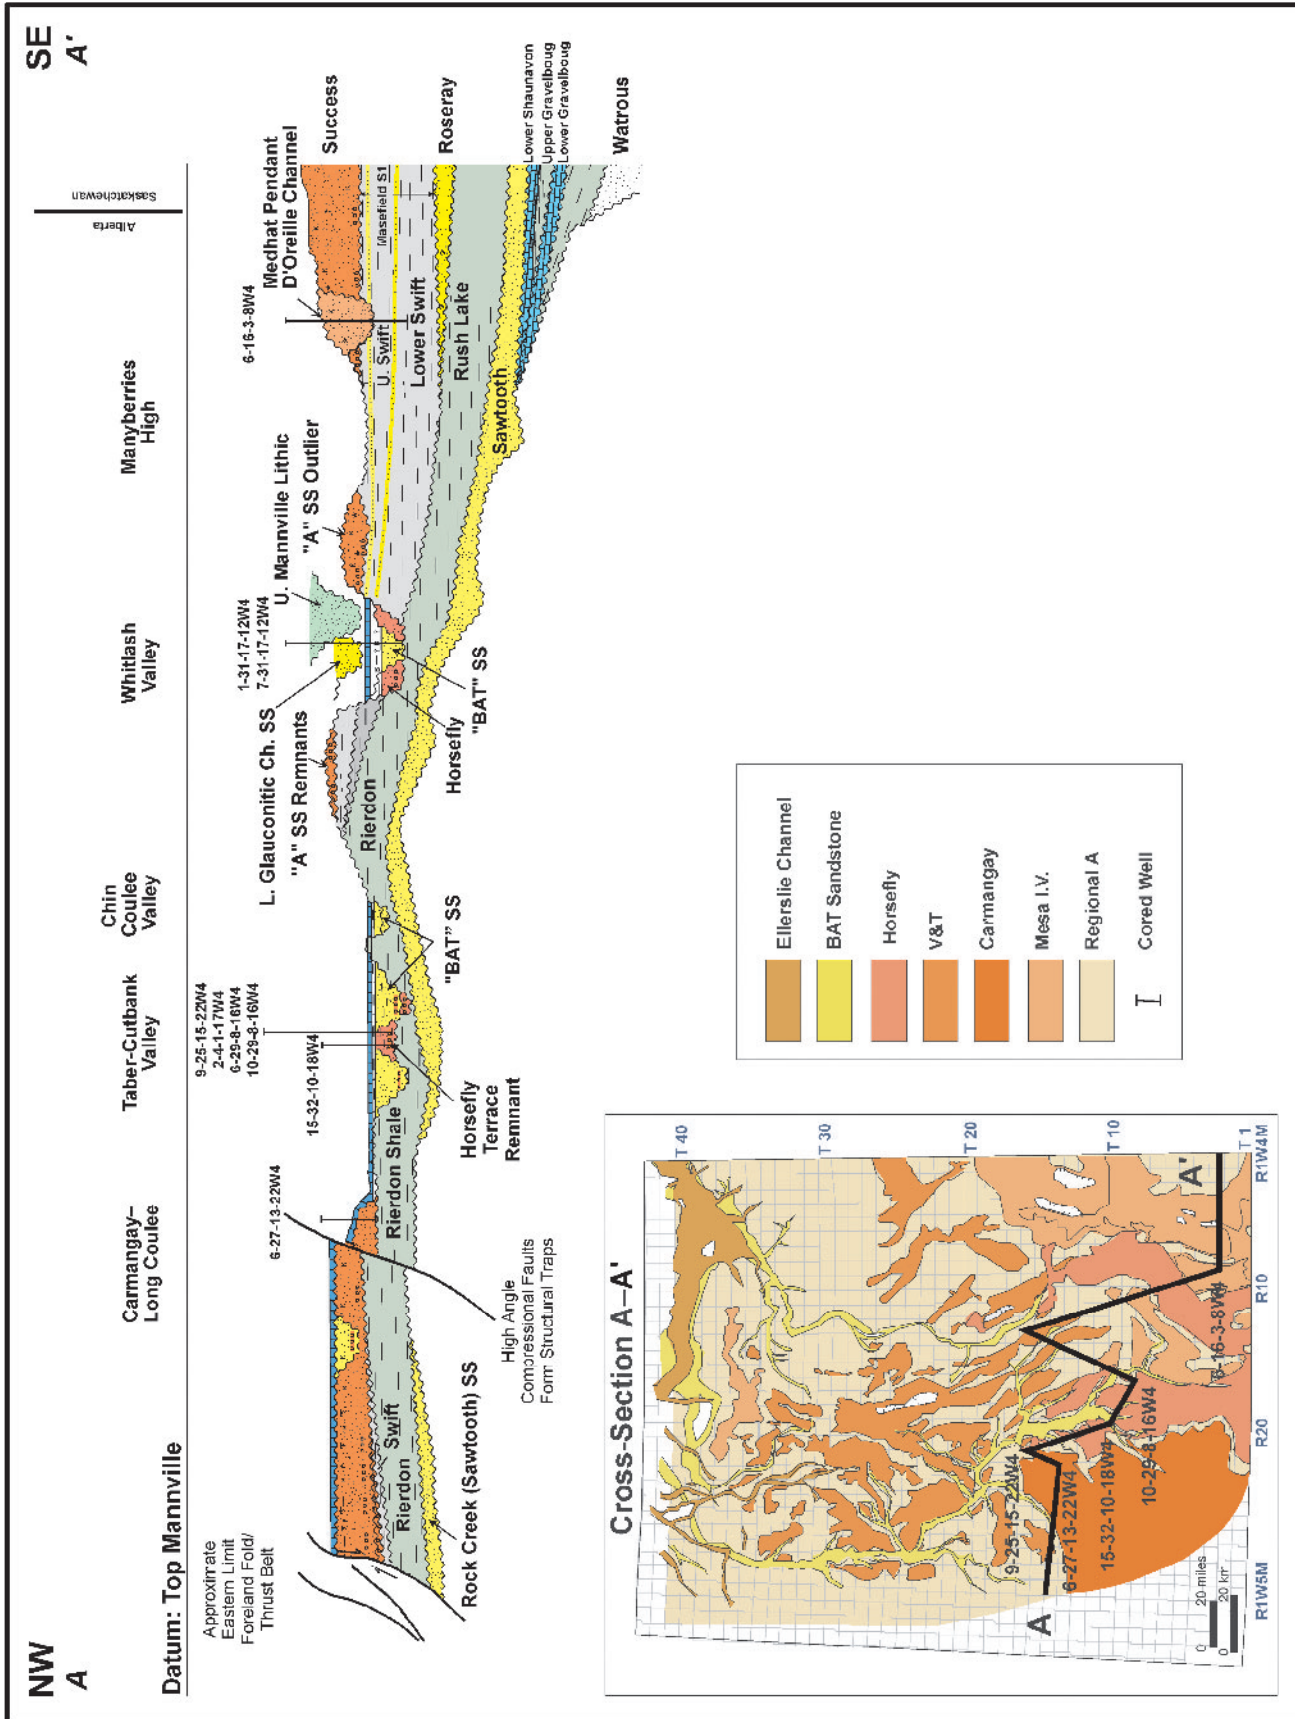 NW
A
SE
A'
Datum: Top Mannville
Carmangay–
Long Coulee
Taber-Cutbank
Valley
Chin
Coulee
Valley
Whitlash
Valley
Manyberries
High
Alberta
Saskatchewan
Approximate
Eastern Limit
Foreland Fold/
Thrust Belt
6-27-13-22W4
9-25-15-22W4
2-4-1-17W4
6-29-8-16W4
10-29-8-16W4
15-32-10-18W4
L. Glauconitic Ch. SS
"A" SS Remnants
1-31-17-12W4
7-31-17-12W4
U. Mannville Lithic
"A" SS Outlier
6-16-3-8W4
Medhat Pendant
D'Oreille Channel
Success
Masefield S1
U. Swift
Lower Swift
Roseray
Rush Lake
Sawtooth
Lower Shaunavon
Upper Gravelboug
Lower Gravelboug
Watrous
Swift
Rierdon
Rierdon Shale
Rierdon
Rock Creek (Sawtooth) SS
High Angle
Compressional Faults
Form Structural Traps
Horsefly
Terrace
Remnant
"BAT" SS
Horsefly
"BAT" SS
Cross-Section A–A'
T 40
T 30
T 20
T 10
T 1
A
A'
9-25-15-22W4
6-27-13-22W4
15-32-10-18W4
10-29-8-16W4
6-16-3-8W4
0 20 miles
0 20 km
R1W5M
R20
R10
R1W4M
Ellerslie Channel
BAT Sandstone
Horsefly
V&T
Carmangay
Mesa I.V.
Regional A
Cored Well